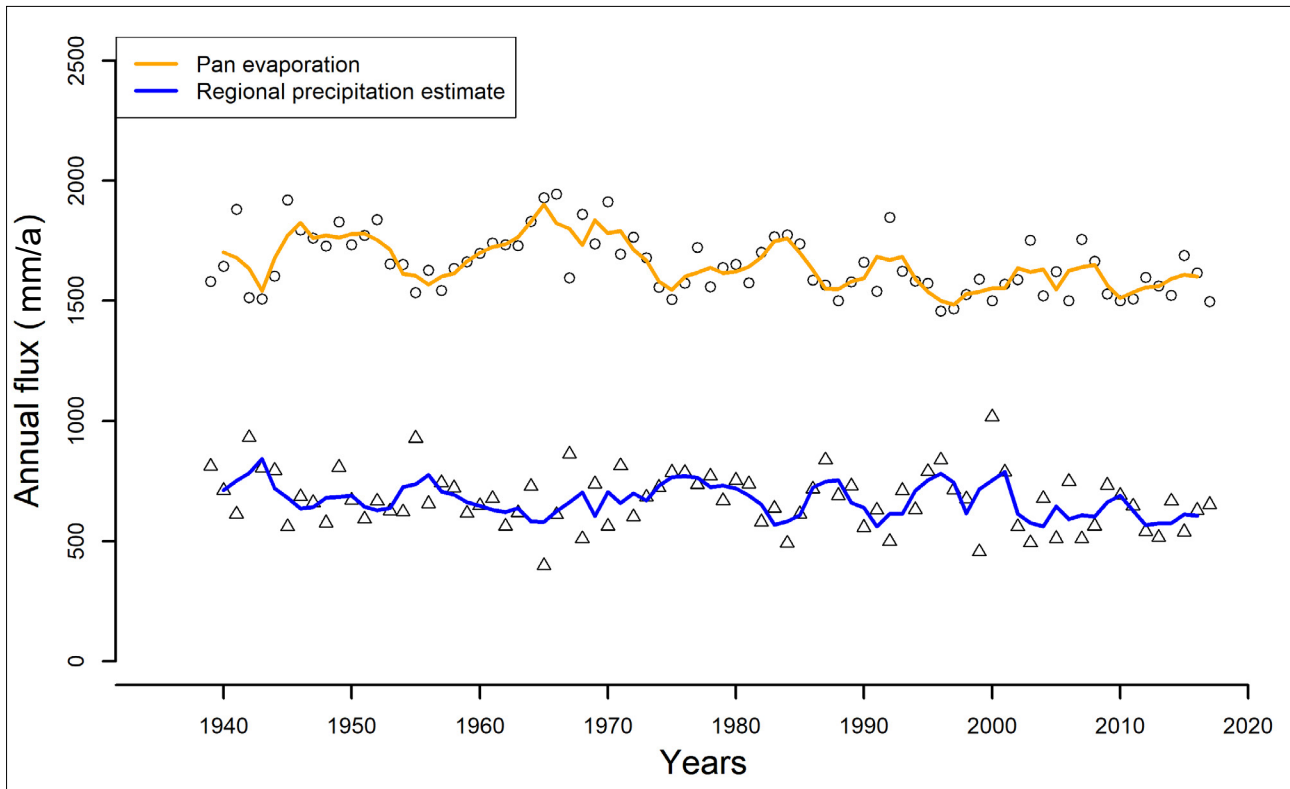 Pan evaporation
Regional precipitation estimate
Annual flux ( mm/a)
2500
2000
1500
1000
500
0
1940 1950 1960 1970 1980 1990 2000 2010 2020
Years